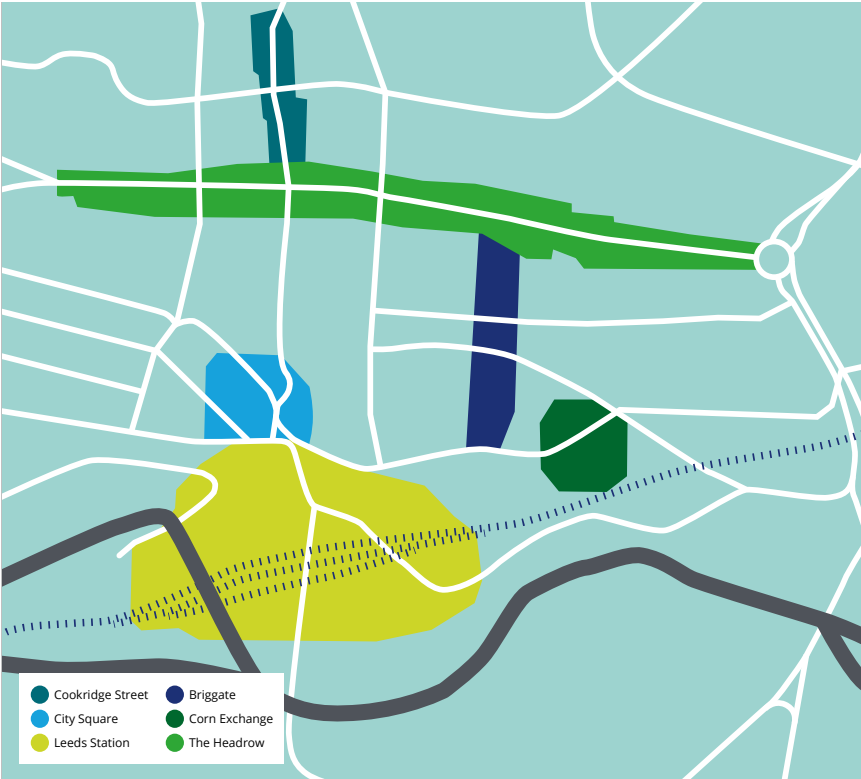 Cookridge Street
City Square
Leeds Station
Briggate
Corn Exchange
The Headrow